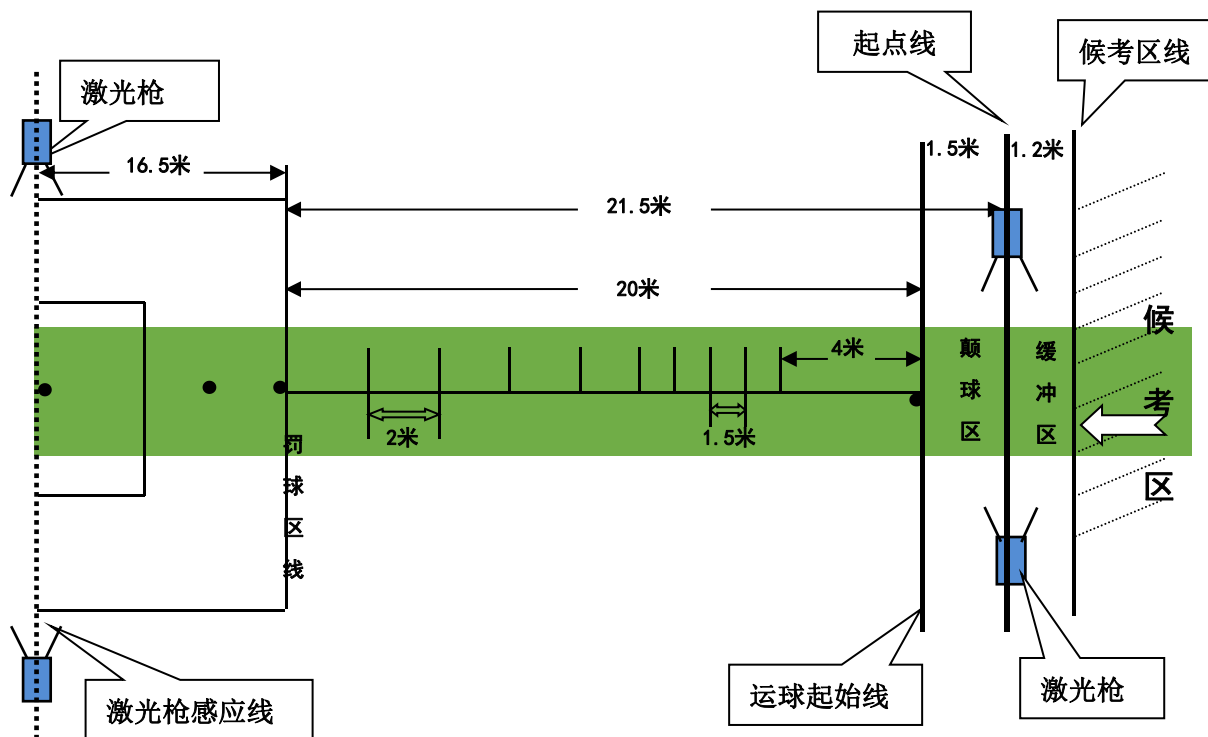 起点线
候考区线
激光枪
16.5米
1.5米
1.2米
21.5米
20米
4米
2米
1.5米
颠球区
缓冲区
候考区
罚球区线
激光枪感应线
运球起始线
激光枪